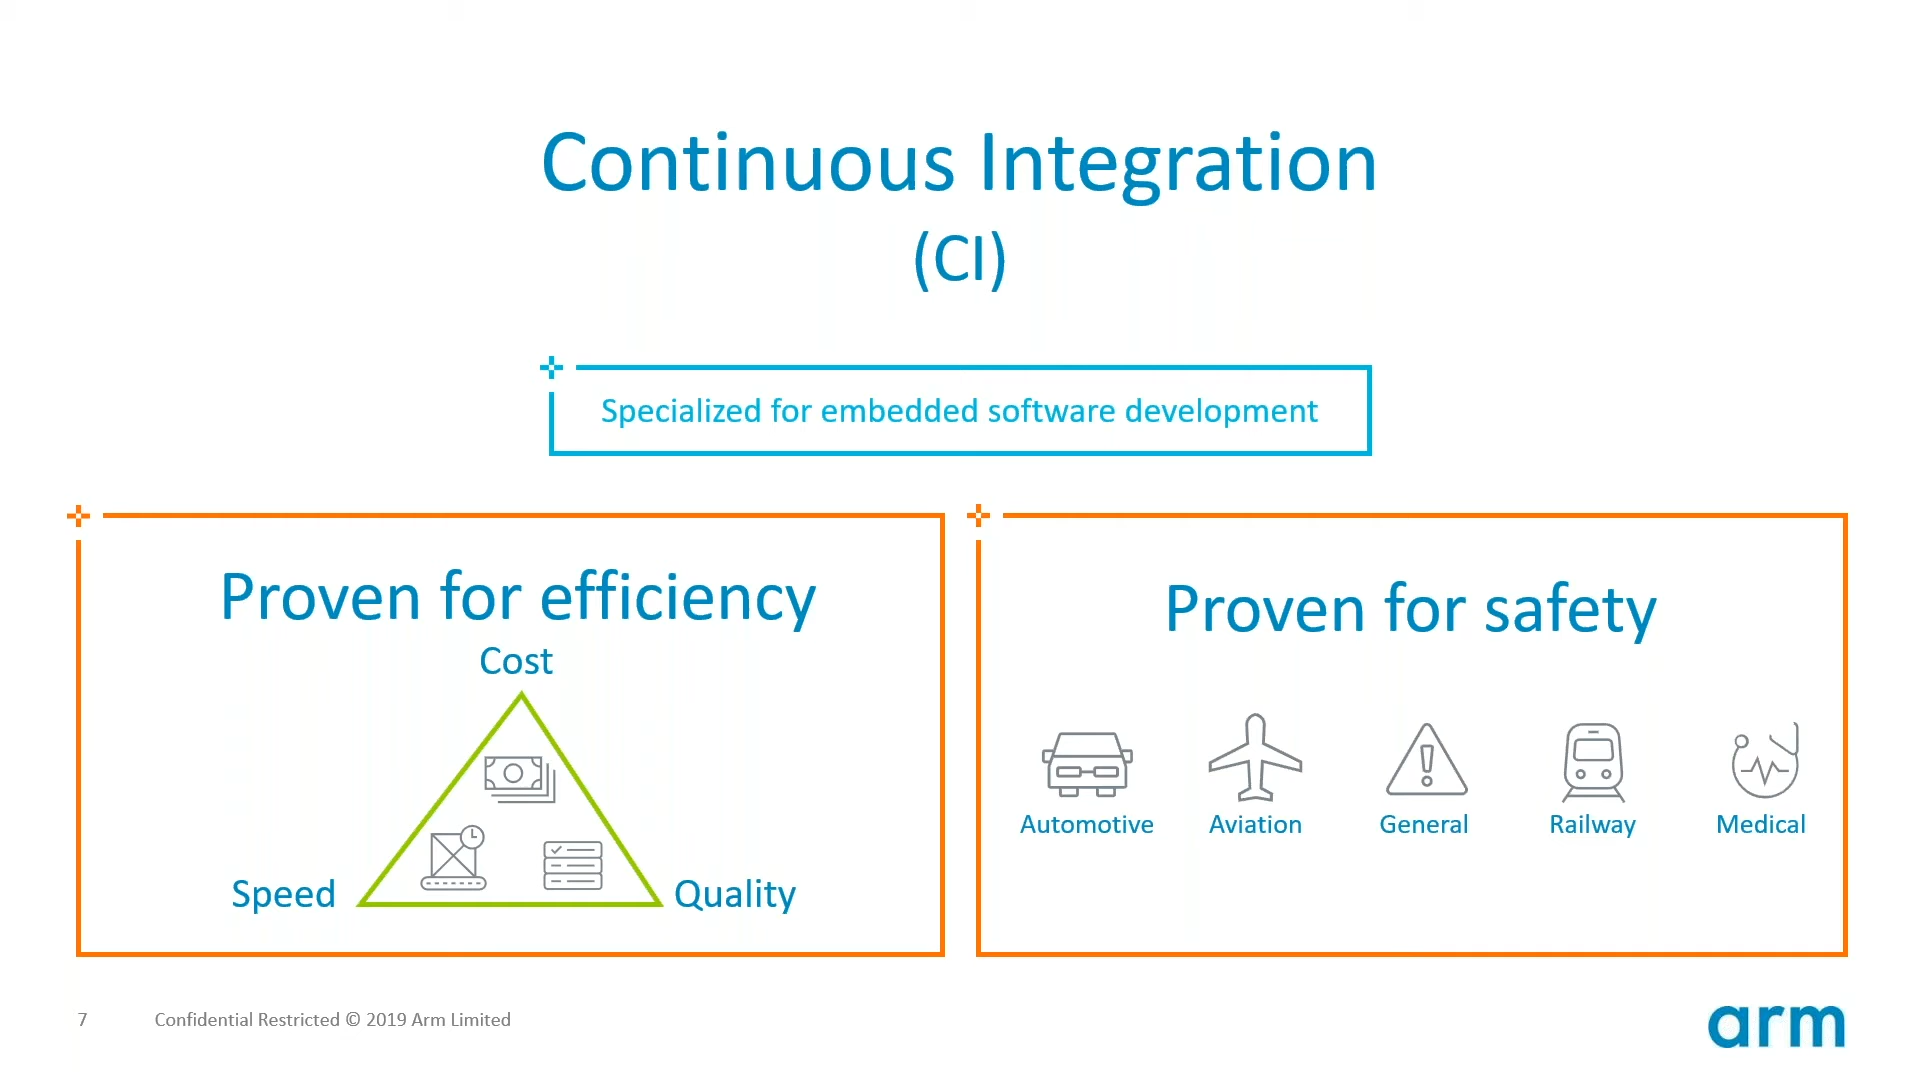 Continuous Integration
(CI)
Specialized for embedded software development
Proven for efficiency
Cost
Speed
Quality
Proven for safety
Automotive
Aviation
General
Railway
Medical
7
Confidential Restricted © 2019 Arm Limited
arm